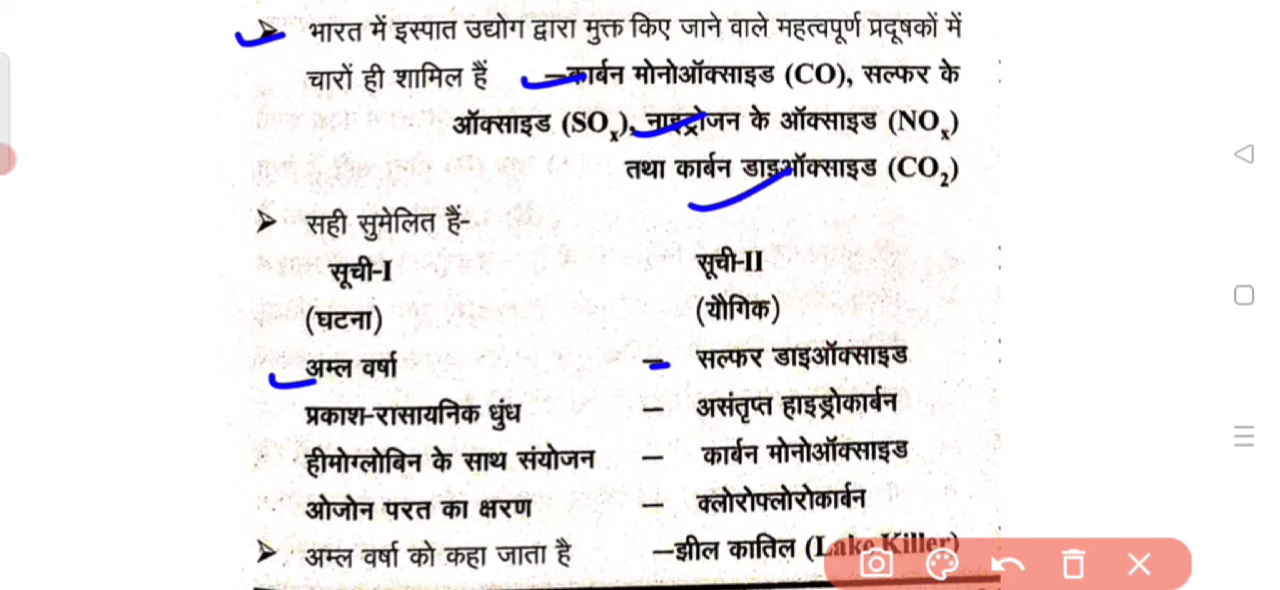 ➤ भारत में इस्पात उद्योग द्वारा मुक्त किए जाने वाले महत्वपूर्ण प्रदूषकों में
चारों ही शामिल हैं –कार्बन मोनोऑक्साइड (CO), सल्फर के
ऑक्साइड (SOₓ), नाइट्रोजन के ऑक्साइड (NOₓ)
तथा कार्बन डाइऑक्साइड (CO₂)
➤ सही सुमेलित हैं-
सूची-I सूची-II
(घटना) (यौगिक)
अम्ल वर्षा – सल्फर डाइऑक्साइड
प्रकाश-रासायनिक धुंध – असंतृप्त हाइड्रोकार्बन
हीमोग्लोबिन के साथ संयोजन – कार्बन मोनोऑक्साइड
ओजोन परत का क्षरण – क्लोरोफ्लोरोकार्बन
➤ अम्ल वर्षा को कहा जाता है –झील कातिल (Lake Killer)